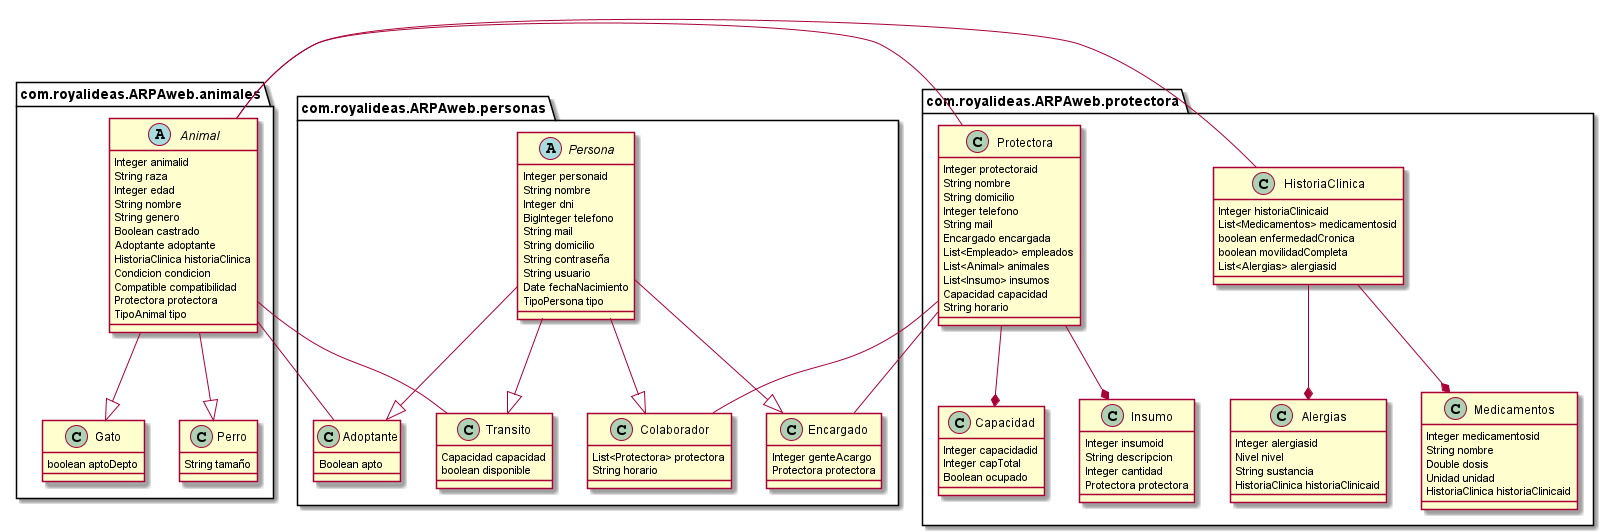 com.royalideas.ARPAweb.animales
A Animal
Integer animalid
String raza
Integer edad
String nombre
String genero
Boolean castrado
Adoptante adoptante
HistoriaClinica historiaClinica
Condicion condicion
Compatible compatibilidad
Protectora protectora
TipoAnimal tipo
C Gato
boolean aptoDepto
C Perro
String tamaño
com.royalideas.ARPAweb.personas
A Persona
Integer personaid
String nombre
Integer dni
BigInteger telefono
String mail
String domicilio
String contraseña
String usuario
Date fechaNacimiento
TipoPersona tipo
C Adoptante
Boolean apto
C Transito
Capacidad capacidad
boolean disponible
C Colaborador
List<Protectora> protectora
String horario
C Encargado
Integer genteAcargo
Protectora protectora
com.royalideas.ARPAweb.protectora
C Protectora
Integer protectoraid
String nombre
String domicilio
Integer telefono
String mail
Encargado encargada
List<Empleado> empleados
List<Animal> animales
List<Insumo> insumos
Capacidad capacidad
String horario
C HistoriaClinica
Integer historiaClinicaid
List<Medicamentos> medicamentosid
boolean enfermedadCronica
boolean movilidadCompleta
List<Alergias> alergiasid
C Capacidad
Integer capacidadid
Integer capTotal
Boolean ocupado
C Insumo
Integer insumoid
String descripcion
Integer cantidad
Protectora protectora
C Alergias
Integer alergiasid
Nivel nivel
String sustancia
HistoriaClinica historiaClinicaid
C Medicamentos
Integer medicamentosid
String nombre
Double dosis
Unidad unidad
HistoriaClinica historiaClinicaid